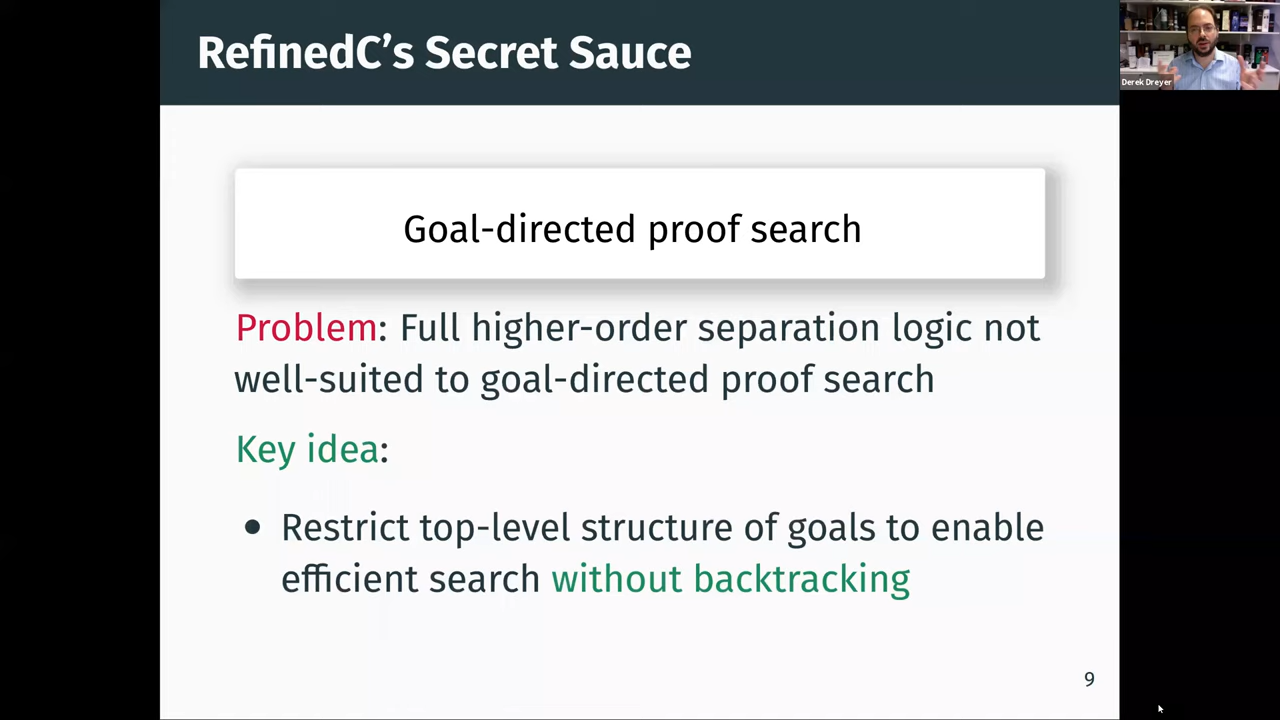 RefinedC’s Secret Sauce
Derek Dreyer
Goal-directed proof search
Problem: Full higher-order separation logic not
well-suited to goal-directed proof search
Key idea:
• Restrict top-level structure of goals to enable
efficient search without backtracking
9